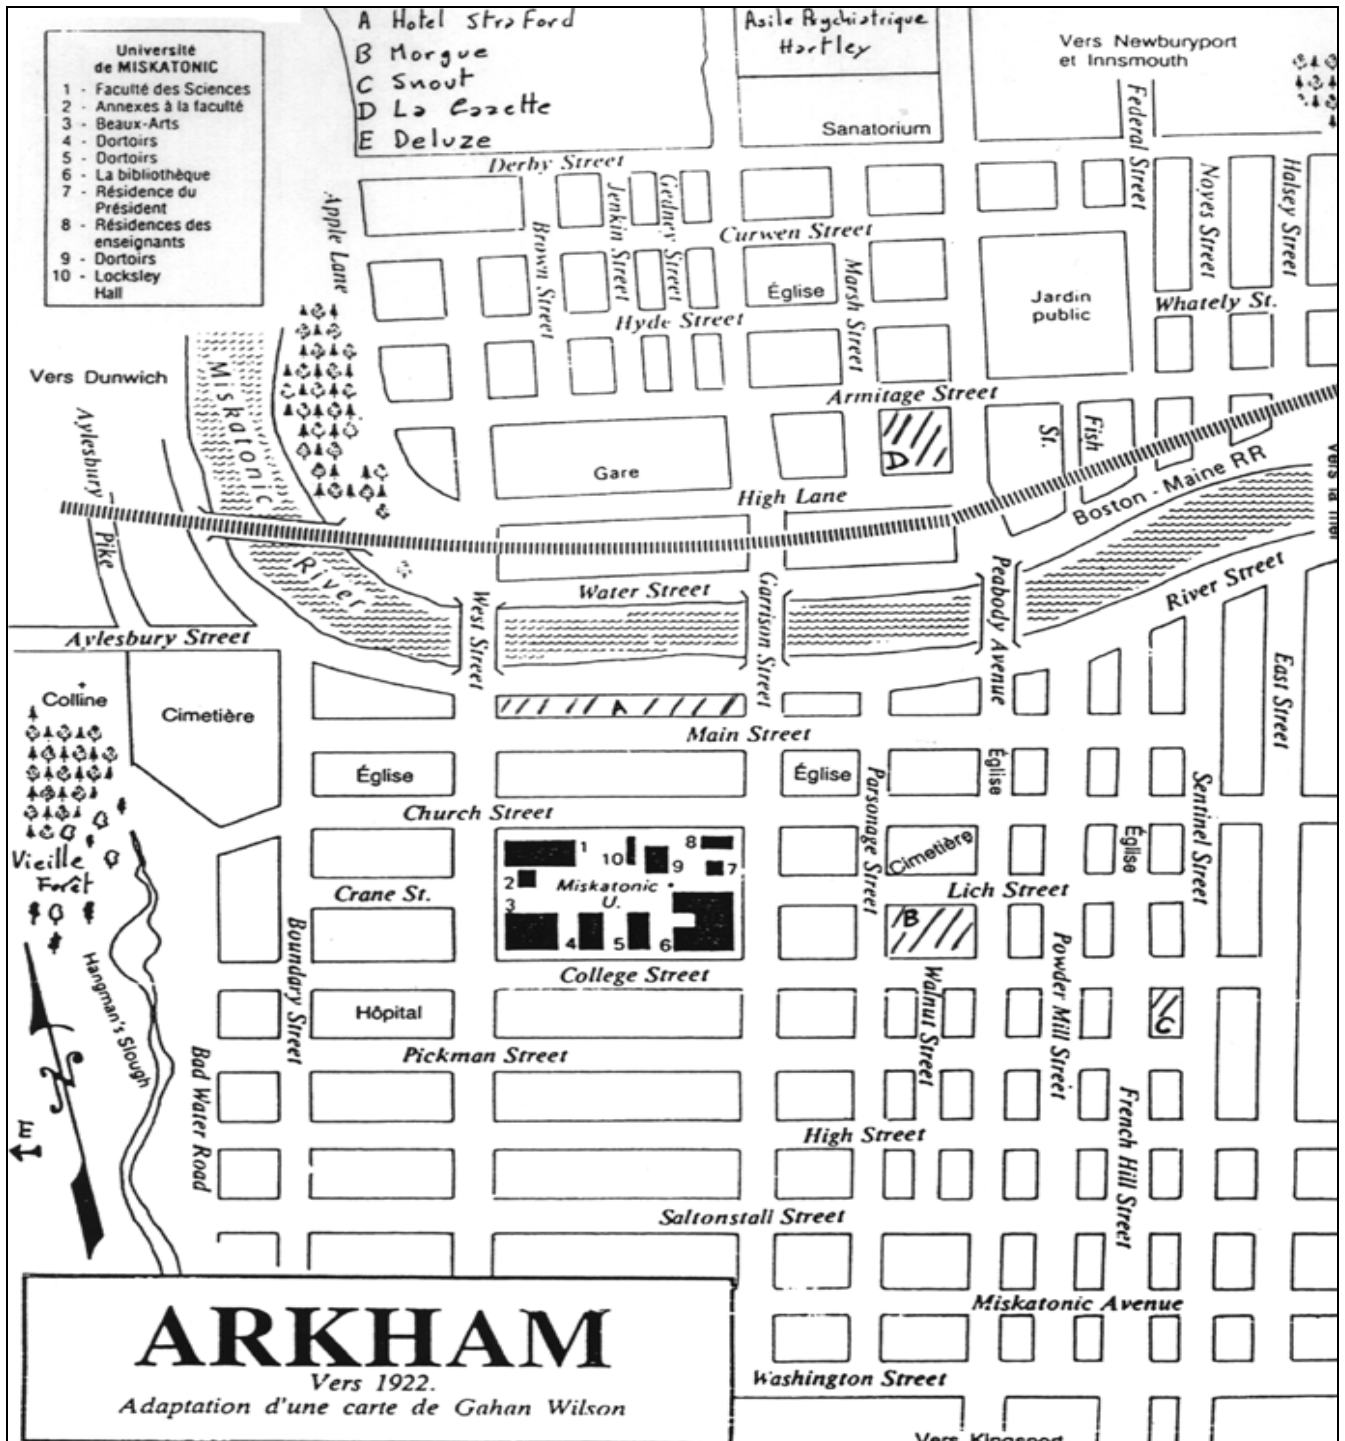 Université
de MISKATONIC
1 - Faculté des Sciences
2 - Annexes à la faculté
3 - Beaux-Arts
4 - Dortoirs
5 - Dortoirs
6 - La bibliothèque
7 - Résidence du
Président
8 - Résidences des
enseignants
9 - Dortoirs
10 - Locksley
Hall
A Hotel Straford
B Morgue
C Snout
D La Gazette
E Deluze
Asile Psychiatrique
Hartley
Sanatorium
Vers Newburyport
et Innsmouth
Derby Street
Federal Street
Noyes Street
Halsey Street
Apple Lane
Brown Street
Jenkin Street
Gedney Street
Curwen Street
Église
Marsh Street
Jardin
public
Whately St.
Hyde Street
Vers Dunwich
Miskatonic
River
Aylesbury
Pike
Armitage Street
Gare
D
Fish
St.
High Lane
Boston - Maine RR
Vers la mer
Water Street
West Street
Garrison Street
Peabody Avenue
River Street
East Street
Aylesbury Street
Colline
Cimetière
A
Main Street
Église
Église
Parsonage Street
Église
Sentinel Street
Church Street
Vieille
Forêt
1
10
8
9
7
2
Miskatonic
U.
3
4
5
6
Cimetière
Église
Crane St.
Lich Street
B
Hangman's Slough
Boundary Street
College Street
Walnut Street
Powder Mill Street
C
Hôpital
Pickman Street
Bad Water Road
E
French Hill Street
High Street
Saltonstall Street
Miskatonic Avenue
Washington Street
Vers Kingsport
ARKHAM
Vers 1922.
Adaptation d'une carte de Gahan Wilson